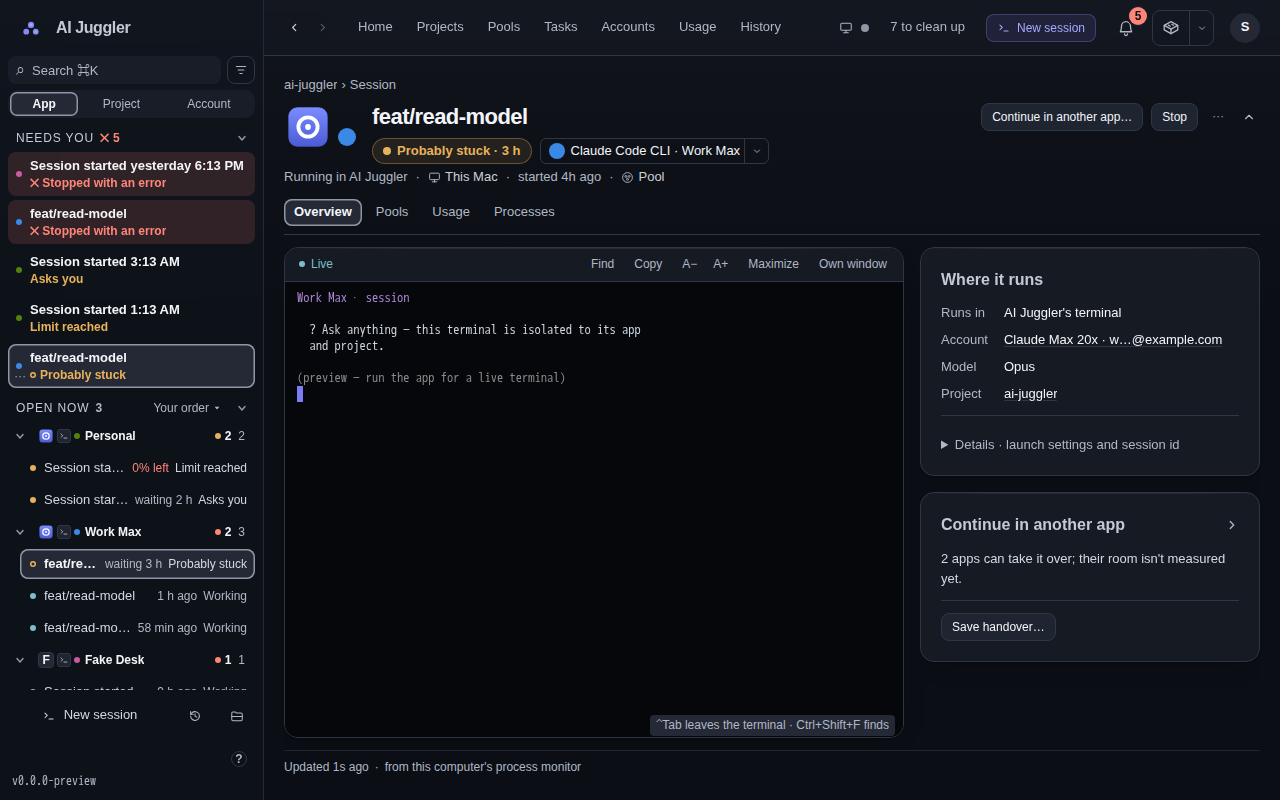 AI Juggler
Search ⌘K
App
Project
Account
NEEDS YOU 5
Session started yesterday 6:13 PM
Stopped with an error
feat/read-model
Stopped with an error
Session started 3:13 AM
Asks you
Session started 1:13 AM
Limit reached
feat/read-model
Probably stuck
OPEN NOW 3
Your order
Personal
2 2
Session sta… 0% left Limit reached
Session star… waiting 2 h Asks you
Work Max
2 3
feat/re… waiting 3 h Probably stuck
feat/read-model 1 h ago Working
feat/read-mo… 58 min ago Working
F Fake Desk
1 1
New session
?
v0.0.0-preview
Home
Projects
Pools
Tasks
Accounts
Usage
History
7 to clean up
New session
5
S
ai-juggler › Session
feat/read-model
Continue in another app…
Stop
Probably stuck · 3 h
Claude Code CLI · Work Max
Running in AI Juggler · This Mac · started 4h ago · Pool
Overview
Pools
Usage
Processes
Live
Find
Copy
A−
A+
Maximize
Own window
Work Max · session
? Ask anything — this terminal is isolated to its app
and project.
(preview — run the app for a live terminal)
^Tab leaves the terminal · Ctrl+Shift+F finds
Where it runs
Runs in AI Juggler's terminal
Account Claude Max 20x · w…@example.com
Model Opus
Project ai-juggler
Details · launch settings and session id
Continue in another app
2 apps can take it over; their room isn't measured
yet.
Save handover…
Updated 1s ago · from this computer's process monitor